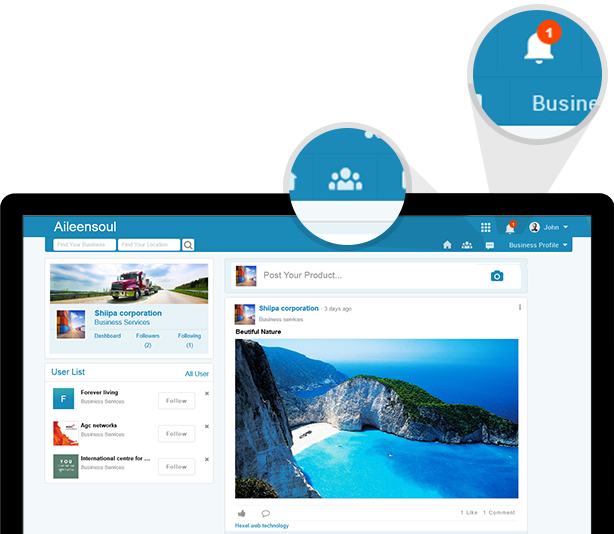 1
Busine
Aileensoul
1
John
Find Your Business
Find Your Location
Business Profile
Post Your Product...
Shiipa corporation
Business Services
Dashboard
Followers
Following
(2)
(1)
Shiipa corporation · 3 days ago
Business services
Beutiful Nature
User List
All User
F
Forever living
Business Services
Follow
Agc networks
Business Services
Follow
YOU
International centre for ...
Business Services
Follow
1 Like 1 Comment
Hexel web technology